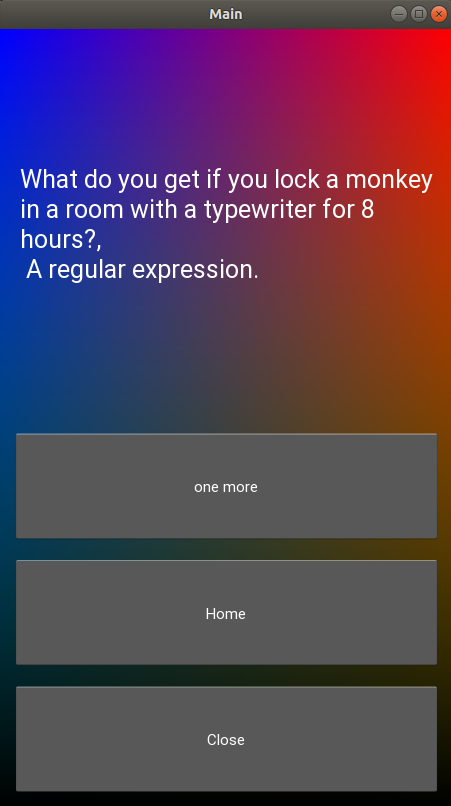 Main
What do you get if you lock a monkey
in a room with a typewriter for 8
hours?,
A regular expression.
one more
Home
Close